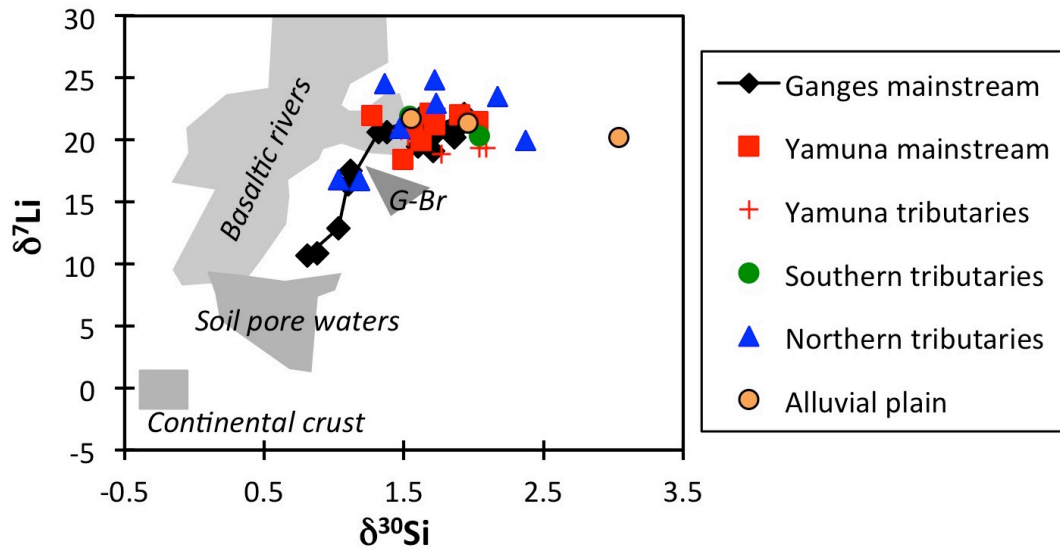 30
25
20
15
10
5
0
-5
-0.5
0.5
1.5
2.5
3.5
δ⁷Li
δ³⁰Si
Basaltic rivers
G-Br
Soil pore waters
Continental crust
Ganges mainstream
Yamuna mainstream
Yamuna tributaries
Southern tributaries
Northern tributaries
Alluvial plain